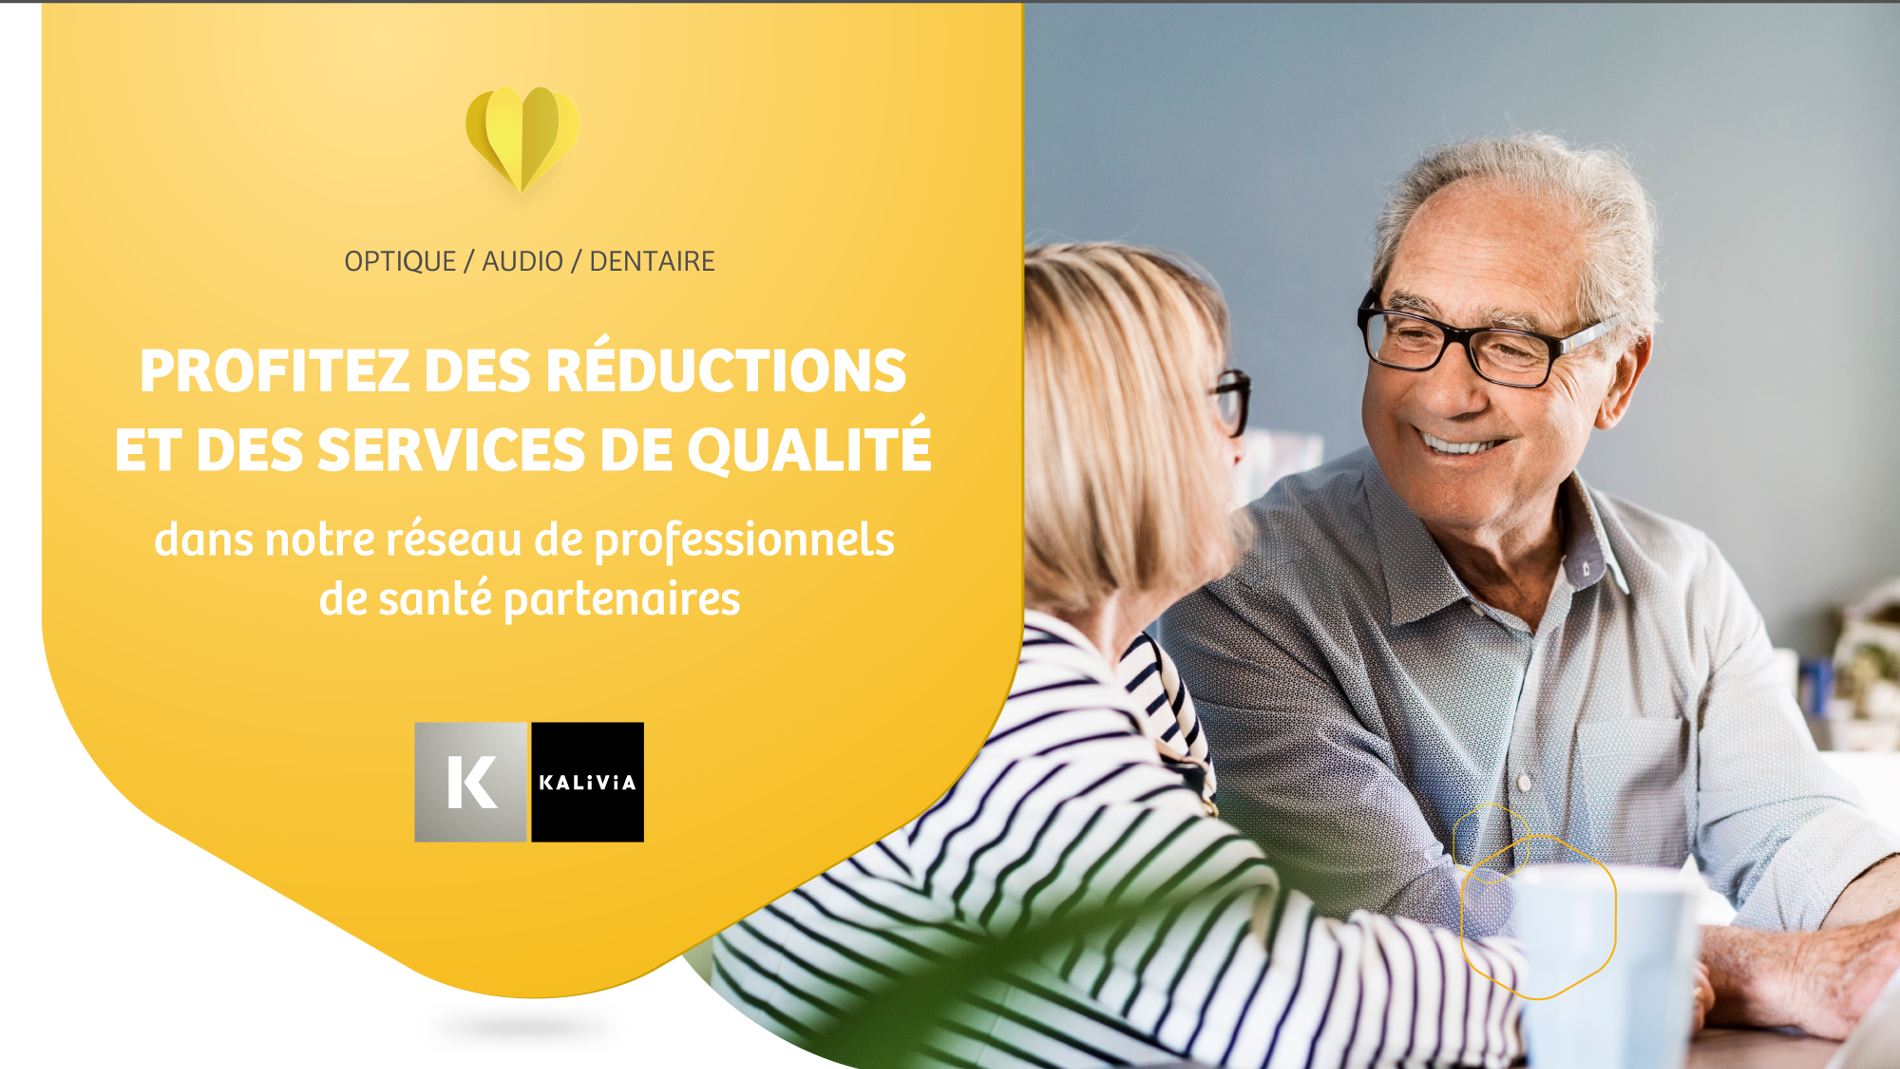 OPTIQUE / AUDIO / DENTAIRE
PROFITEZ DES RÉDUCTIONS
ET DES SERVICES DE QUALITÉ
dans notre réseau de professionnels
de santé partenaires
K
KALiViA